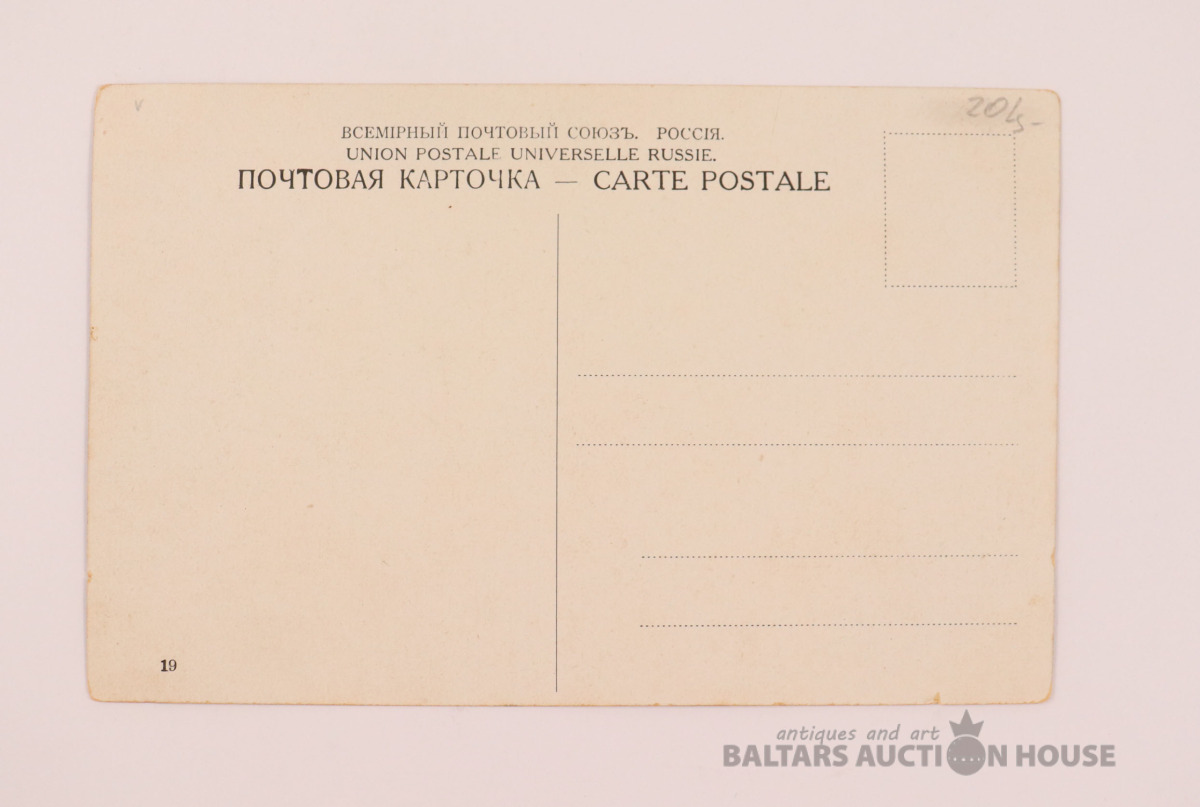 ВСЕМІРНЫЙ ПОЧТОВЫЙ СОЮЗЪ. РОССІЯ.
UNION POSTALE UNIVERSELLE RUSSIE.
ПОЧТОВАЯ КАРТОЧКА — CARTE POSTALE
19
antiques and art
BALTARS AUCTION HOUSE